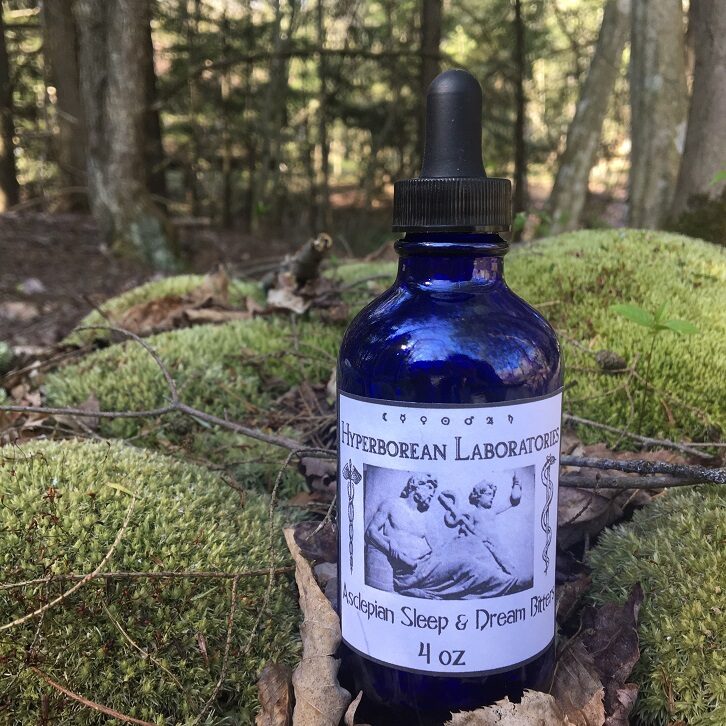 ☾ ☿ ♀ ☉ ♂ ♃ ♄
Hyperborean Laboratories
Asclepian Sleep & Dream Bitters
4 oz